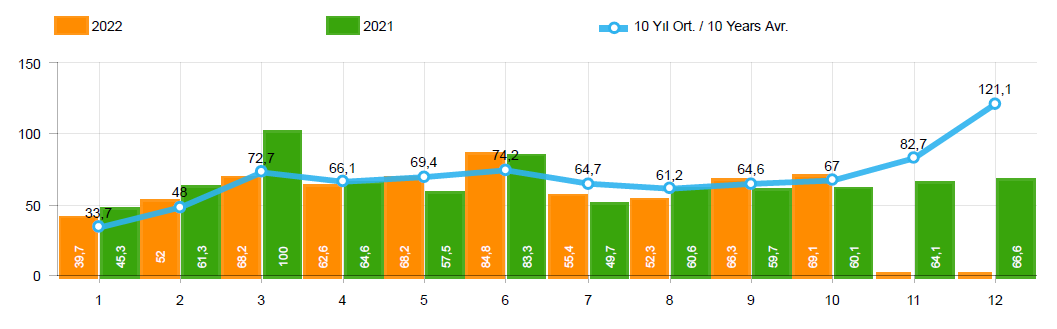 2022 2021 10 Yıl Ort. / 10 Years Avr.
150
100
50
0
33,7 48 72,7 66,1 69,4 74,2 64,7 61,2 64,6 67 82,7 121,1
39,7 45,3 52 61,3 68,2 100 62,6 64,6 68,2 57,5 84,8 83,3 55,4 49,7 52,3 60,6 66,3 59,7 69,1 60,1 64,1 66,6
1 2 3 4 5 6 7 8 9 10 11 12